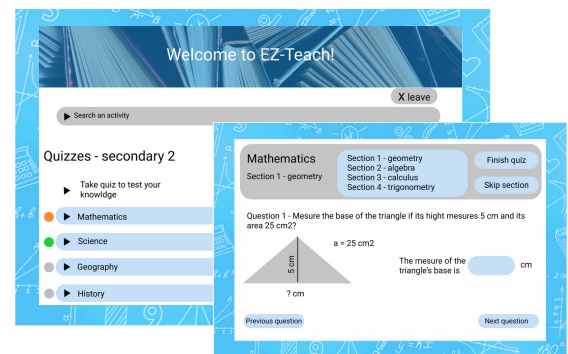 Welcome to EZ-Teach!
X leave
Search an activity
Quizzes - secondary 2
Take quiz to test your
knowldge
Mathematics
Science
Geography
History
Mathematics
Section 1 - geometry
Section 1 - geometry
Section 2 - algebra
Section 3 - calculus
Section 4 - trigonometry
Finish quiz
Skip section
Question 1 - Mesure the base of the triangle if its hight mesures 5 cm and its
area 25 cm2?
a = 25 cm2
5 cm
? cm
The mesure of the
triangle's base is
cm
Previous question
Next question